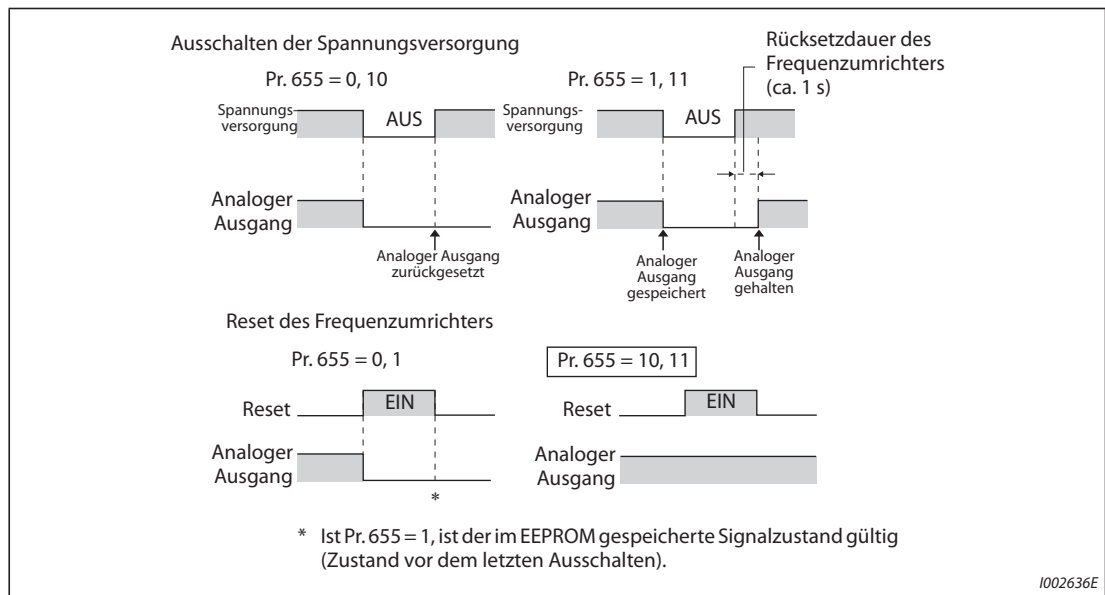 Ausschalten der Spannungsversorgung
Rücksetzdauer des
Frequenzumrichters
(ca. 1 s)
Pr. 655 = 0, 10
Pr. 655 = 1, 11
Spannungs-
versorgung
AUS
Spannungs-
versorgung
AUS
Analoger
Ausgang
Analoger
Ausgang
Analoger Ausgang
zurückgesetzt
Analoger
Ausgang
gespeichert
Analoger
Ausgang
gehalten
Reset des Frequenzumrichters
Pr. 655 = 0, 1
Pr. 655 = 10, 11
Reset
EIN
Reset
EIN
Analoger
Ausgang
Analoger
Ausgang
*
* Ist Pr. 655 = 1, ist der im EEPROM gespeicherte Signalzustand gültig
(Zustand vor dem letzten Ausschalten).
I002636E